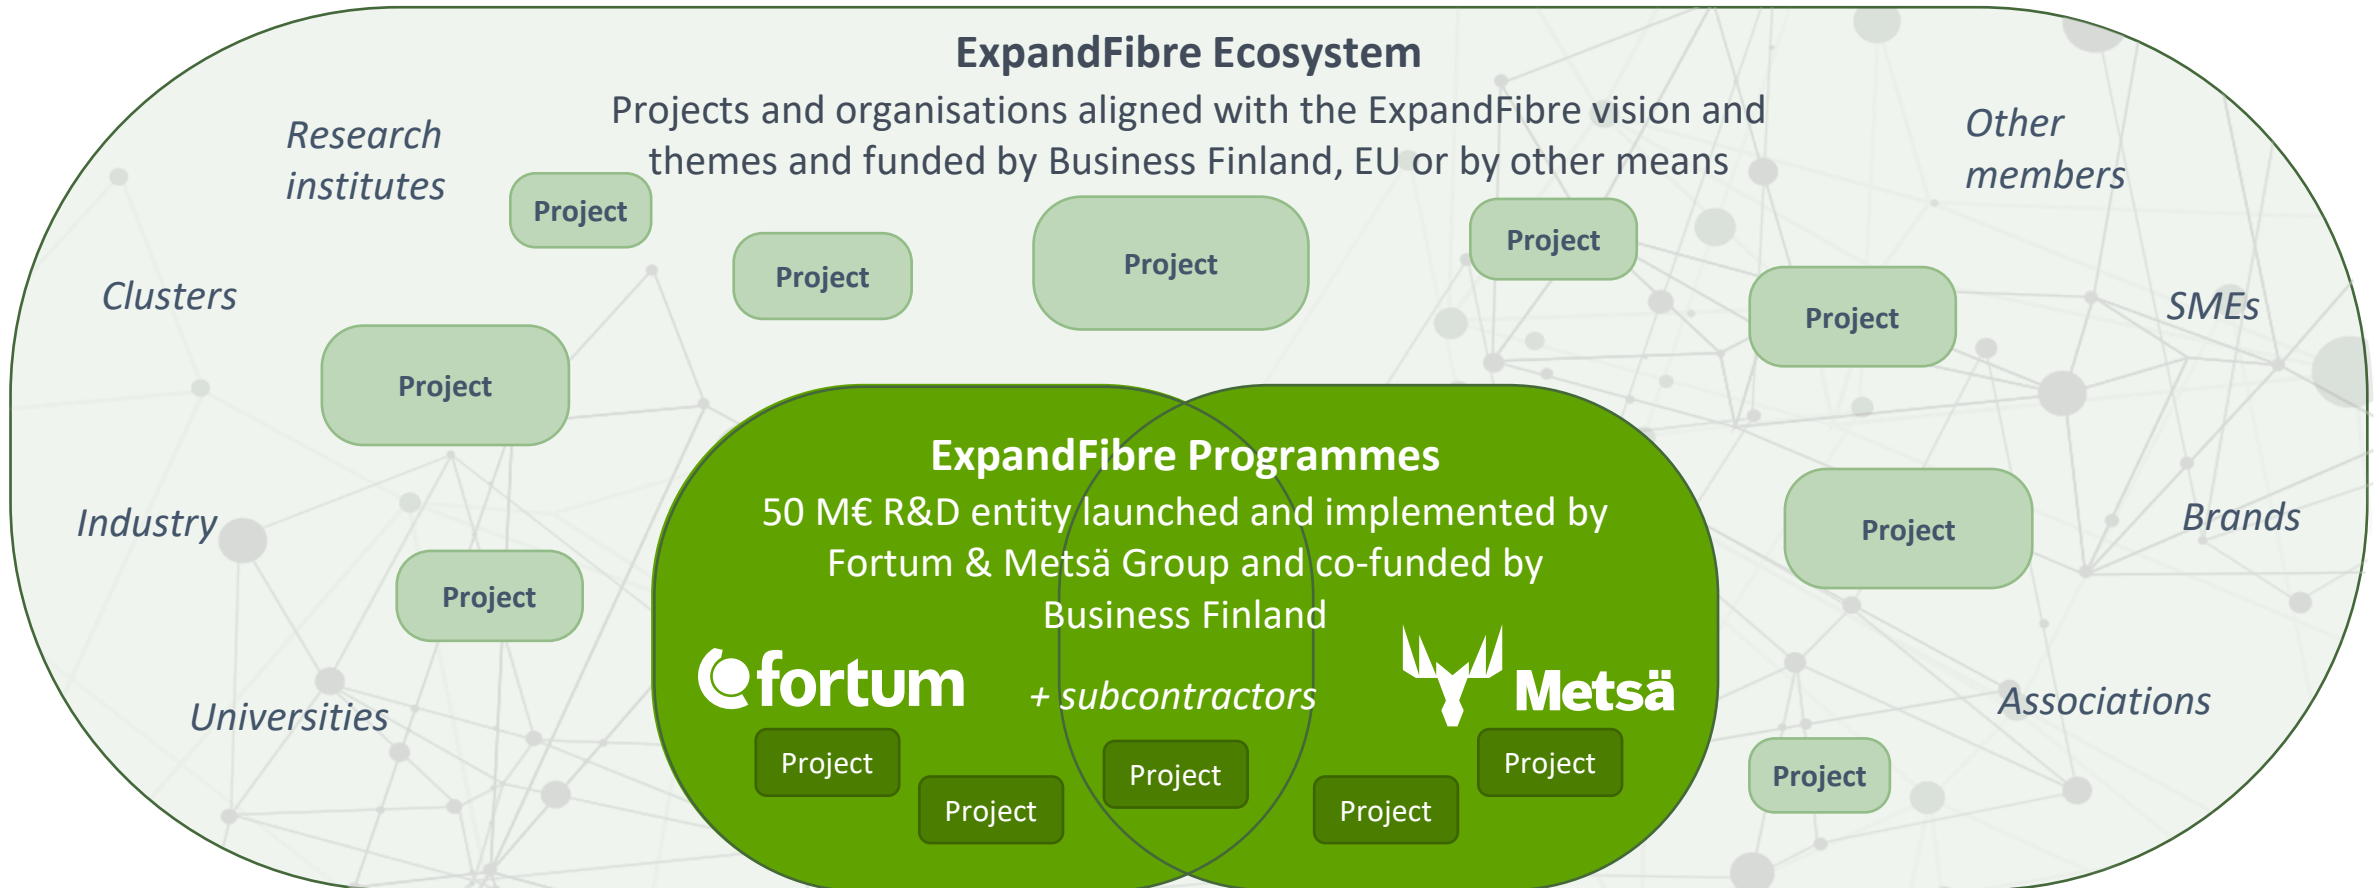 ExpandFibre Ecosystem
Projects and organisations aligned with the ExpandFibre vision and
themes and funded by Business Finland, EU or by other means
Research
institutes
Other
members
Project
Project
Project
Project
Project
Clusters
SMEs
Project
Industry
Brands
Project
Project
Universities
Associations
Project
ExpandFibre Programmes
50 M€ R&D entity launched and implemented by
Fortum & Metsä Group and co-funded by
Business Finland
fortum
+ subcontractors
Metsä
Project
Project
Project
Project
Project